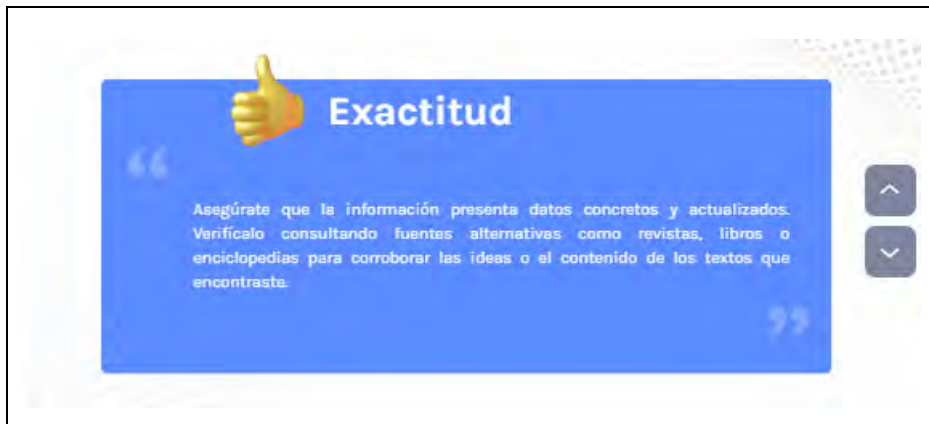 Exactitud
“
Asegúrate que la información presenta datos concretos y actualizados.
Verifícalo consultando fuentes alternativas como revistas, libros o
enciclopedias para corroborar las ideas o el contenido de los textos que
encontraste.
”